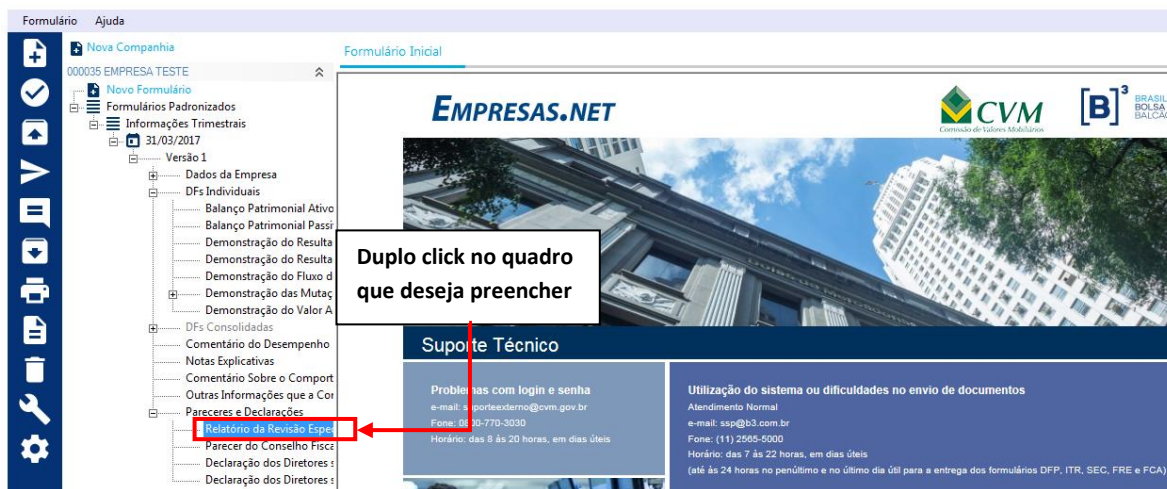 Formulário Ajuda
Nova Companhia
Formulário Inicial
000035 EMPRESA TESTE
Novo Formulário
Formulários Padronizados
Informações Trimestrais
31/03/2017
Versão 1
Dados da Empresa
DFs Individuais
Balanço Patrimonial Ativo
Balanço Patrimonial Passi
Demonstração do Resulta
Demonstração do Resulta
Demonstração do Fluxo d
Demonstração das Mutaç
Demonstração do Valor A
DFs Consolidadas
Comentário do Desempenho
Notas Explicativas
Comentário Sobre o Comport
Outras Informações que a Cor
Pareceres e Declarações
Relatório da Revisão Espec
Parecer do Conselho Fisca
Declaração dos Diretores s
Declaração dos Diretores s
EMPRESAS.NET
CVM
Comissão de Valores Mobiliários
[B]³
BRASIL
BOLSA
BALCÃO
Duplo click no quadro
que deseja preencher
Suporte Técnico
Problemas com login e senha
e-mail: suporteexterno@cvm.gov.br
Fone: 0800-770-3030
Horário: das 8 às 20 horas, em dias úteis
Utilização do sistema ou dificuldades no envio de documentos
Atendimento Normal
e-mail: ssp@b3.com.br
Fone: (11) 2565-5000
Horário: das 7 às 22 horas, em dias úteis
(até às 24 horas no penúltimo e no último dia útil para a entrega dos formulários DFP, ITR, SEC, FRE e FCA)